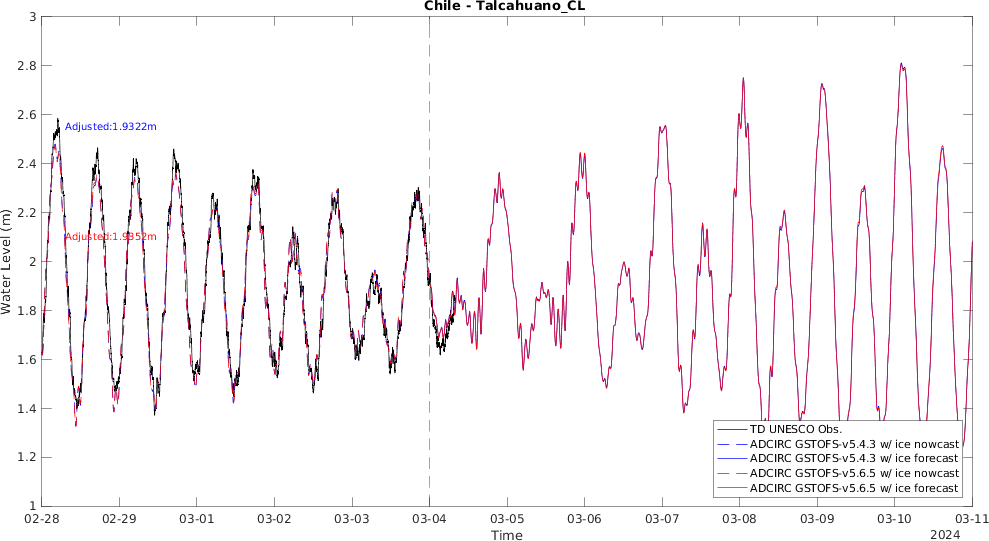 Chile - Talcahuano_CL
3
2.8
2.6
2.4
2.2
2
1.8
1.6
1.4
1.2
1
Water Level (m)
Adjusted:1.9322m
Adjusted:1.9352m
TD UNESCO Obs.
ADCIRC GSTOFS-v5.4.3 w/ ice nowcast
ADCIRC GSTOFS-v5.4.3 w/ ice forecast
ADCIRC GSTOFS-v5.6.5 w/ ice nowcast
ADCIRC GSTOFS-v5.6.5 w/ ice forecast
02-28 02-29 03-01 03-02 03-03 03-04 03-05 03-06 03-07 03-08 03-09 03-10 03-11
Time
2024